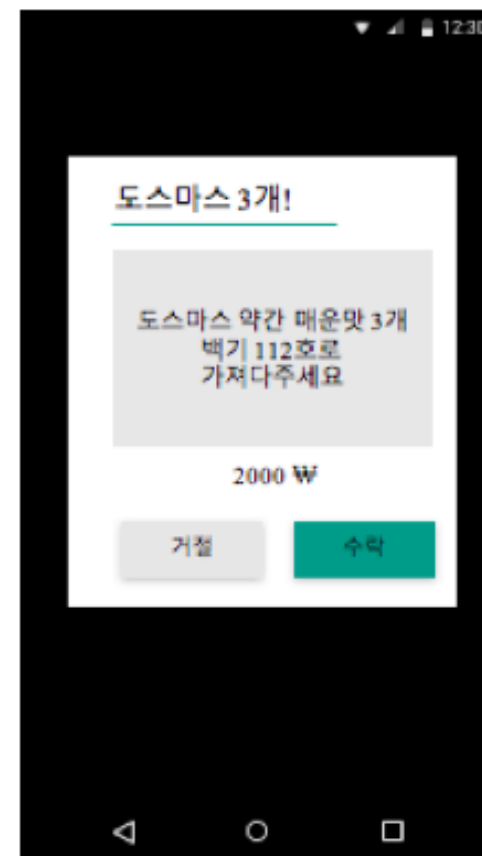 12:30
도스마스 3개!
도스마스 약간 매운맛 3개
백기 112호로
가져다주세요
2000 ₩
거절
수락